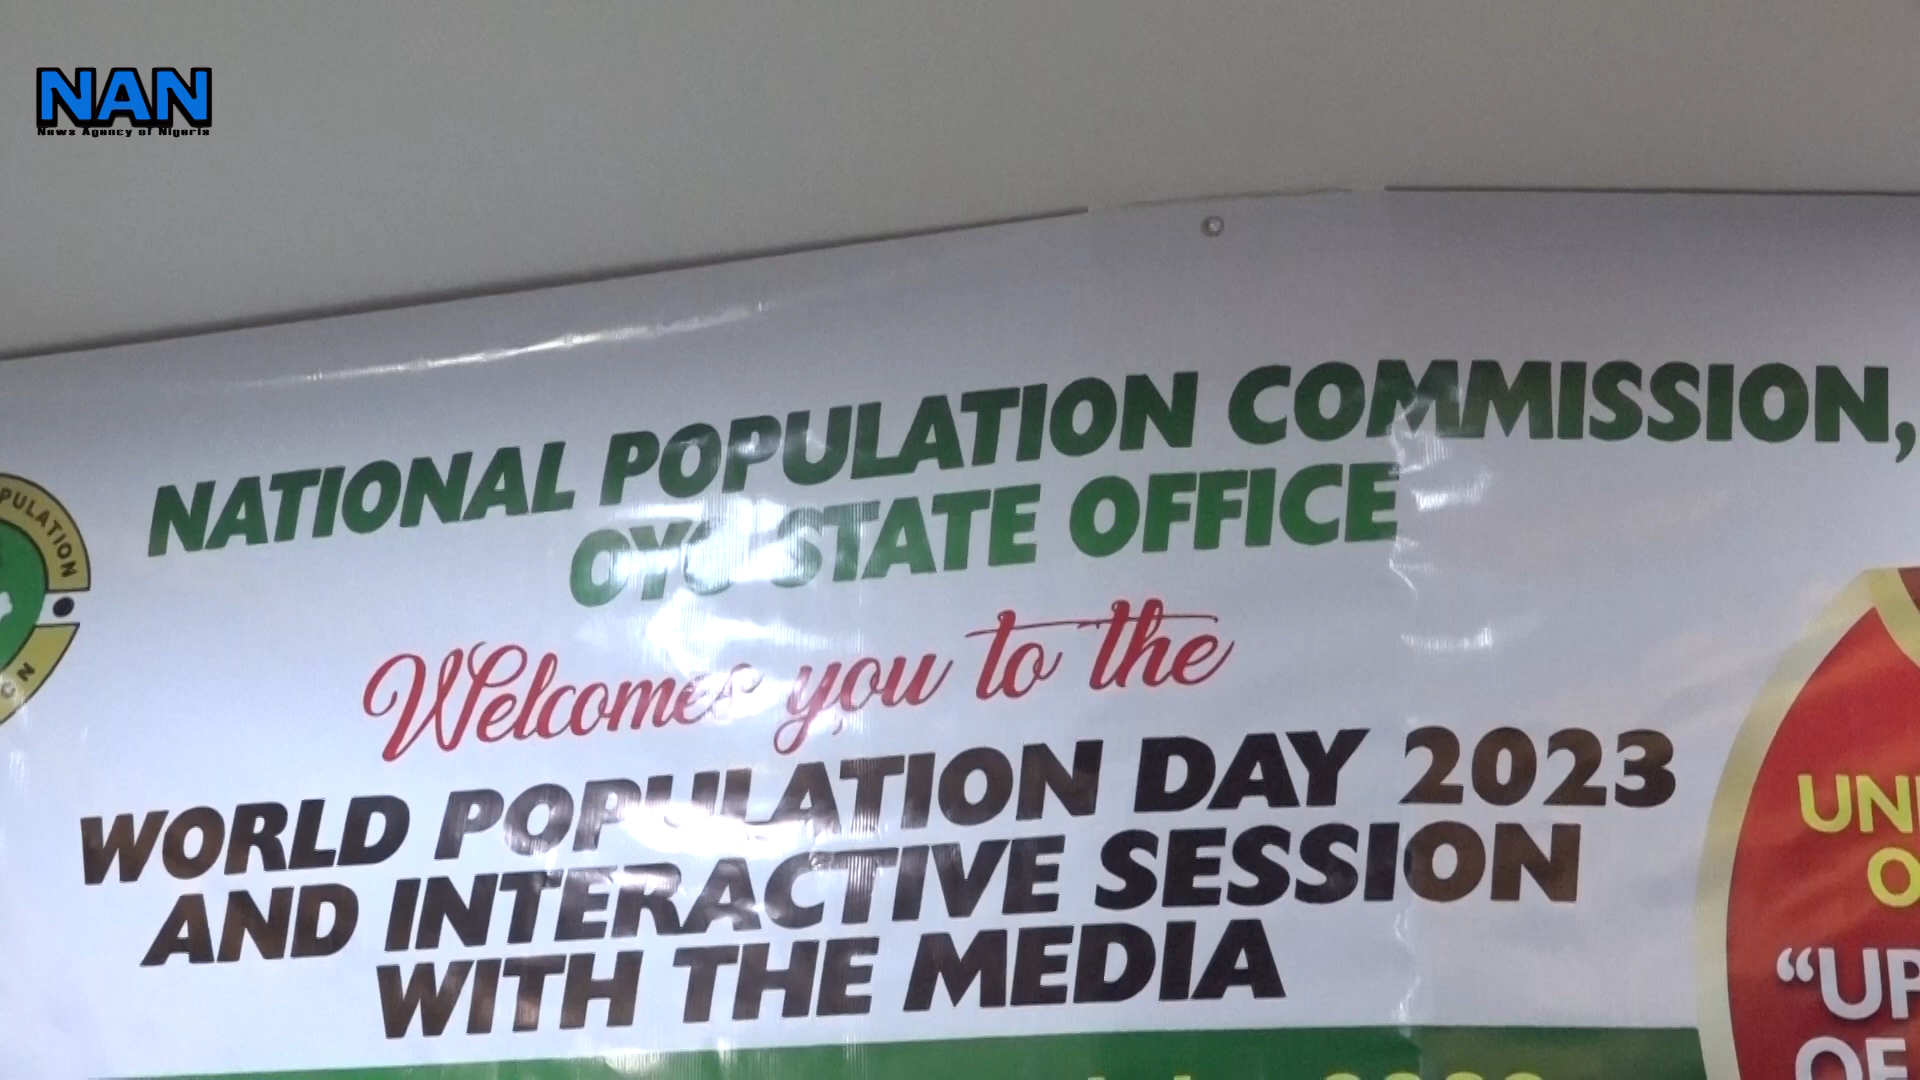 NAN
News Agency of Nigeria
NATIONAL POPULATION COMMISSION,
OYO STATE OFFICE
Welcomes you to the
WORLD POPULATION DAY 2023
AND INTERACTIVE SESSION
WITH THE MEDIA